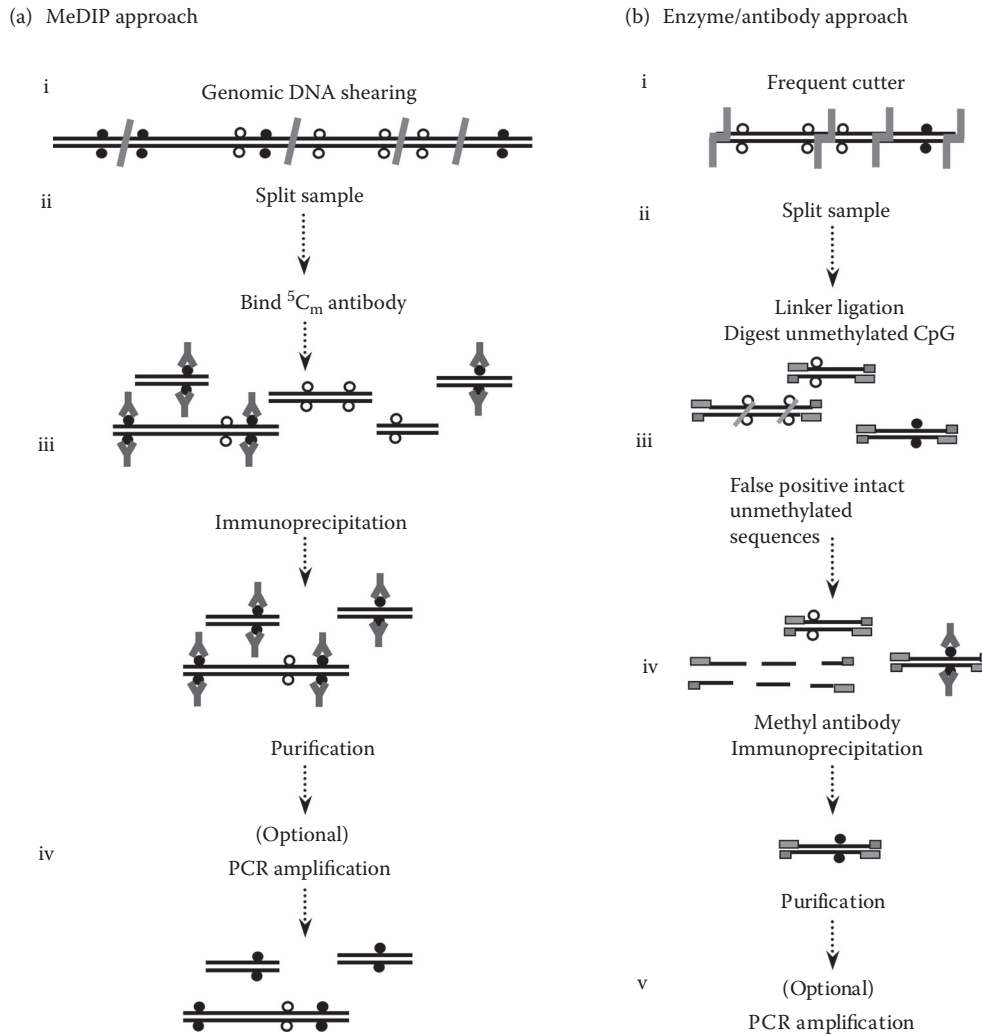 (a) MeDIP approach
i
Genomic DNA shearing
ii
Split sample
Bind ⁵Cₘ antibody
iii
Immunoprecipitation
Purification
(Optional)
iv
PCR amplification
(b) Enzyme/antibody approach
i
Frequent cutter
ii
Split sample
Linker ligation
Digest unmethylated CpG
iii
False positive intact
unmethylated
sequences
iv
Methyl antibody
Immunoprecipitation
Purification
v
(Optional)
PCR amplification